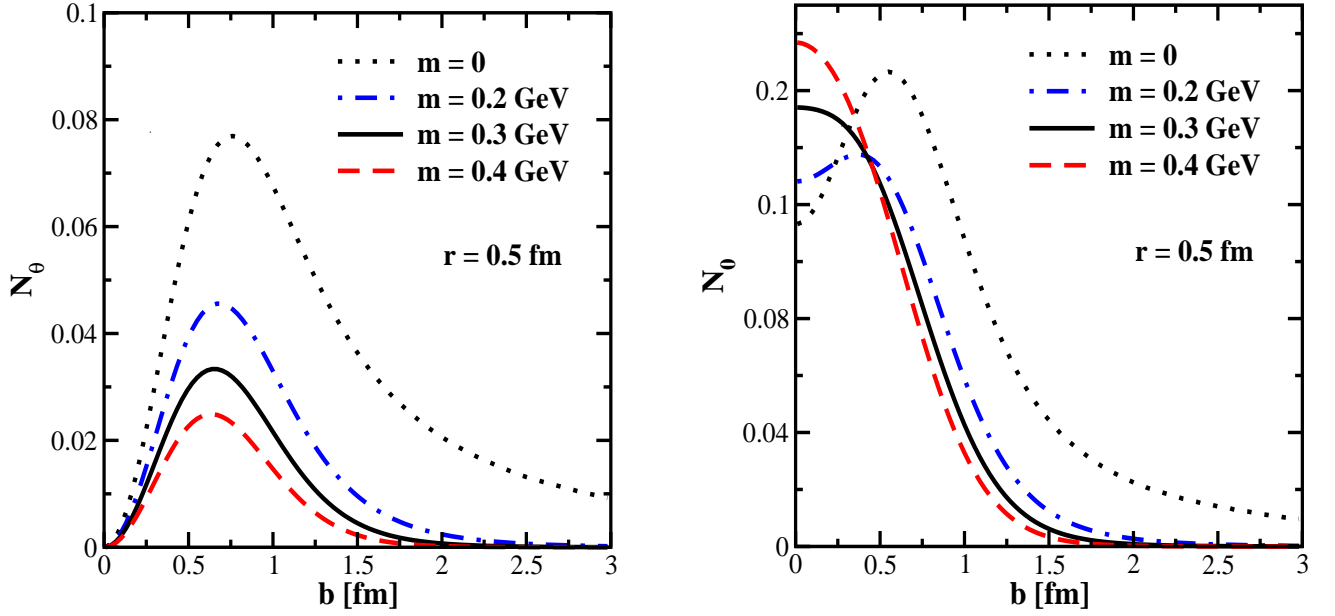 0.1
0.08
0.06
0.04
0.02
0
N_θ
m = 0
m = 0.2 GeV
m = 0.3 GeV
m = 0.4 GeV
r = 0.5 fm
0 0.5 1 1.5 2 2.5 3
b [fm]
0.2
0.1
0.08
0.04
0
N_0
m = 0
m = 0.2 GeV
m = 0.3 GeV
m = 0.4 GeV
r = 0.5 fm
0 0.5 1 1.5 2 2.5 3
b [fm]